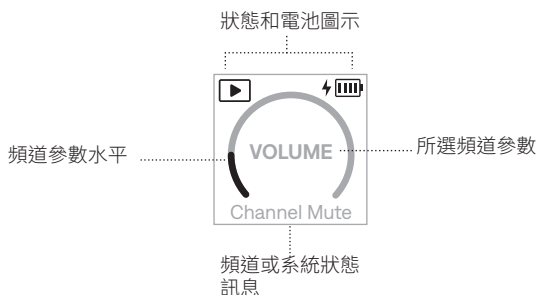 狀態和電池圖示
頻道參數水平
VOLUME
所選頻道參數
Channel Mute
頻道或系統狀態
訊息